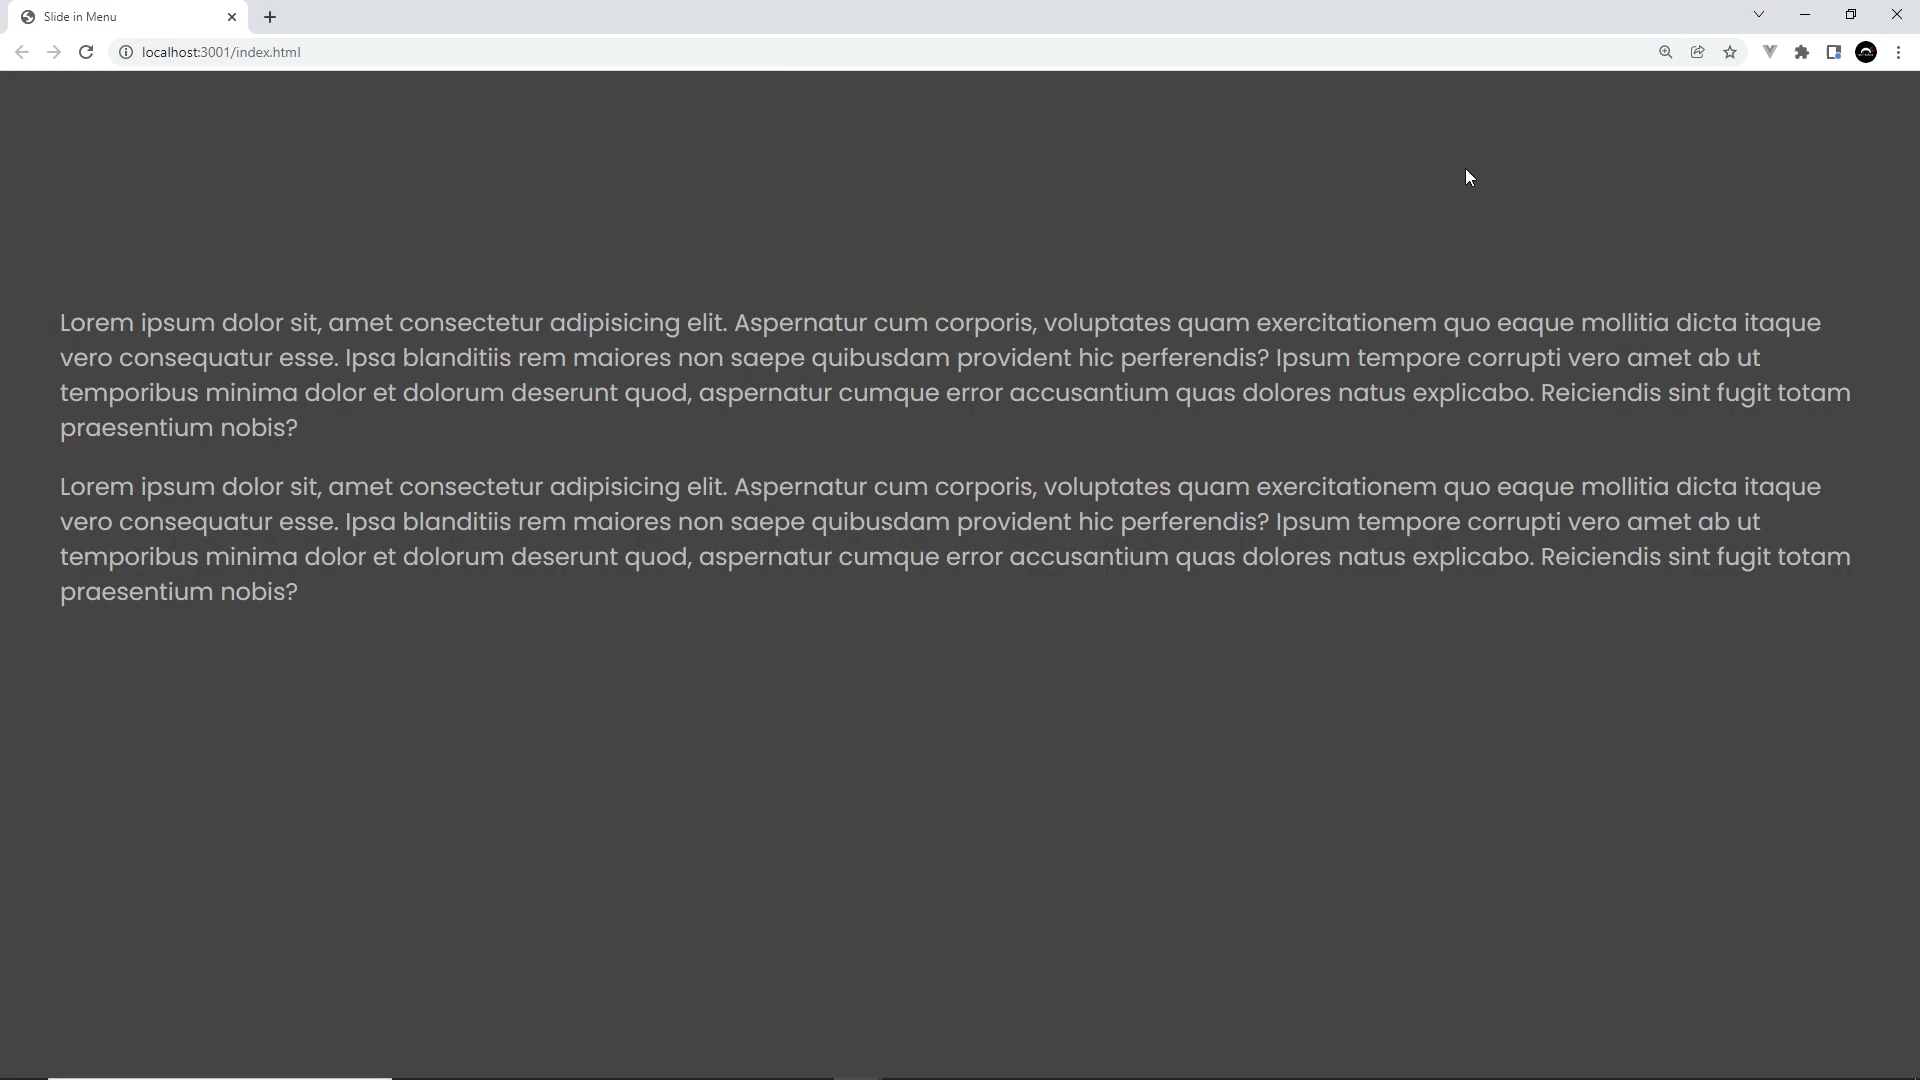 Slide in Menu
localhost:3001/index.html
Lorem ipsum dolor sit, amet consectetur adipisicing elit. Aspernatur cum corporis, voluptates quam exercitationem quo eaque mollitia dicta itaque
vero consequatur esse. Ipsa blanditiis rem maiores non saepe quibusdam provident hic perferendis? Ipsum tempore corrupti vero amet ab ut
temporibus minima dolor et dolorum deserunt quod, aspernatur cumque error accusantium quas dolores natus explicabo. Reiciendis sint fugit totam
praesentium nobis?
Lorem ipsum dolor sit, amet consectetur adipisicing elit. Aspernatur cum corporis, voluptates quam exercitationem quo eaque mollitia dicta itaque
vero consequatur esse. Ipsa blanditiis rem maiores non saepe quibusdam provident hic perferendis? Ipsum tempore corrupti vero amet ab ut
temporibus minima dolor et dolorum deserunt quod, aspernatur cumque error accusantium quas dolores natus explicabo. Reiciendis sint fugit totam
praesentium nobis?